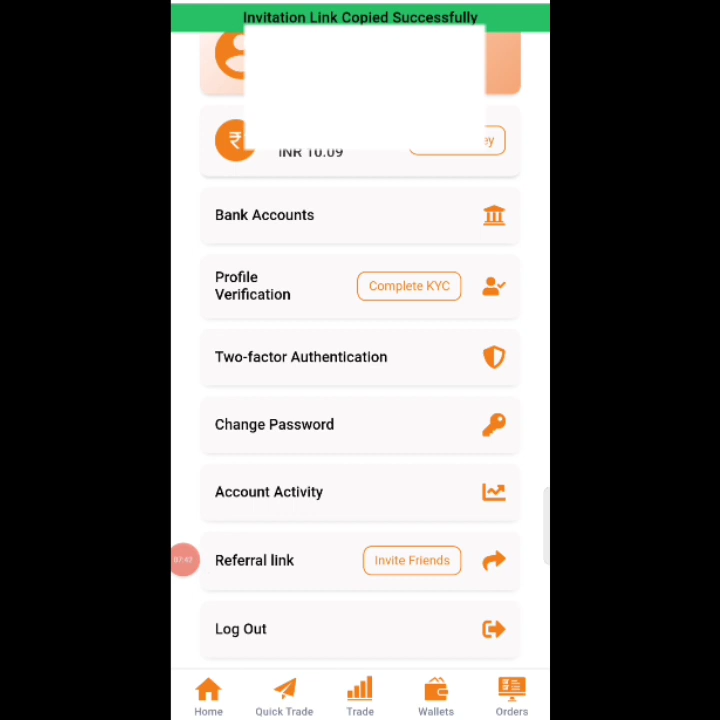 Invitation Link Copied Successfully
₹
INR 10.09
ey
Bank Accounts
Profile
Verification
Complete KYC
Two-factor Authentication
Change Password
Account Activity
Referral link
Invite Friends
Log Out
Home
Quick Trade
Trade
Wallets
Orders